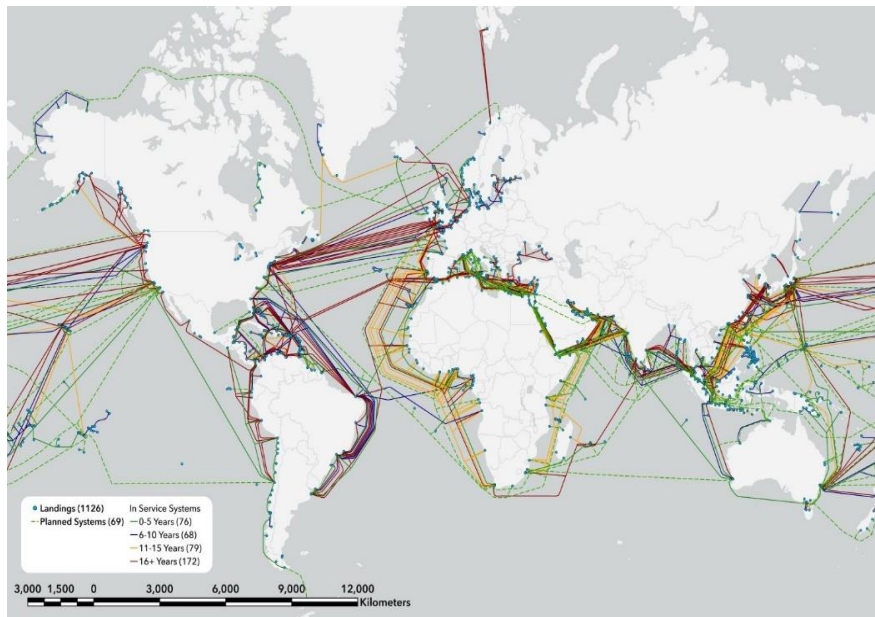 Landings (1126)
Planned Systems (69)
In Service Systems
0-5 Years (76)
6-10 Years (68)
11-15 Years (79)
16+ Years (172)
3,000 1,500 0 3,000 6,000 9,000 12,000
Kilometers